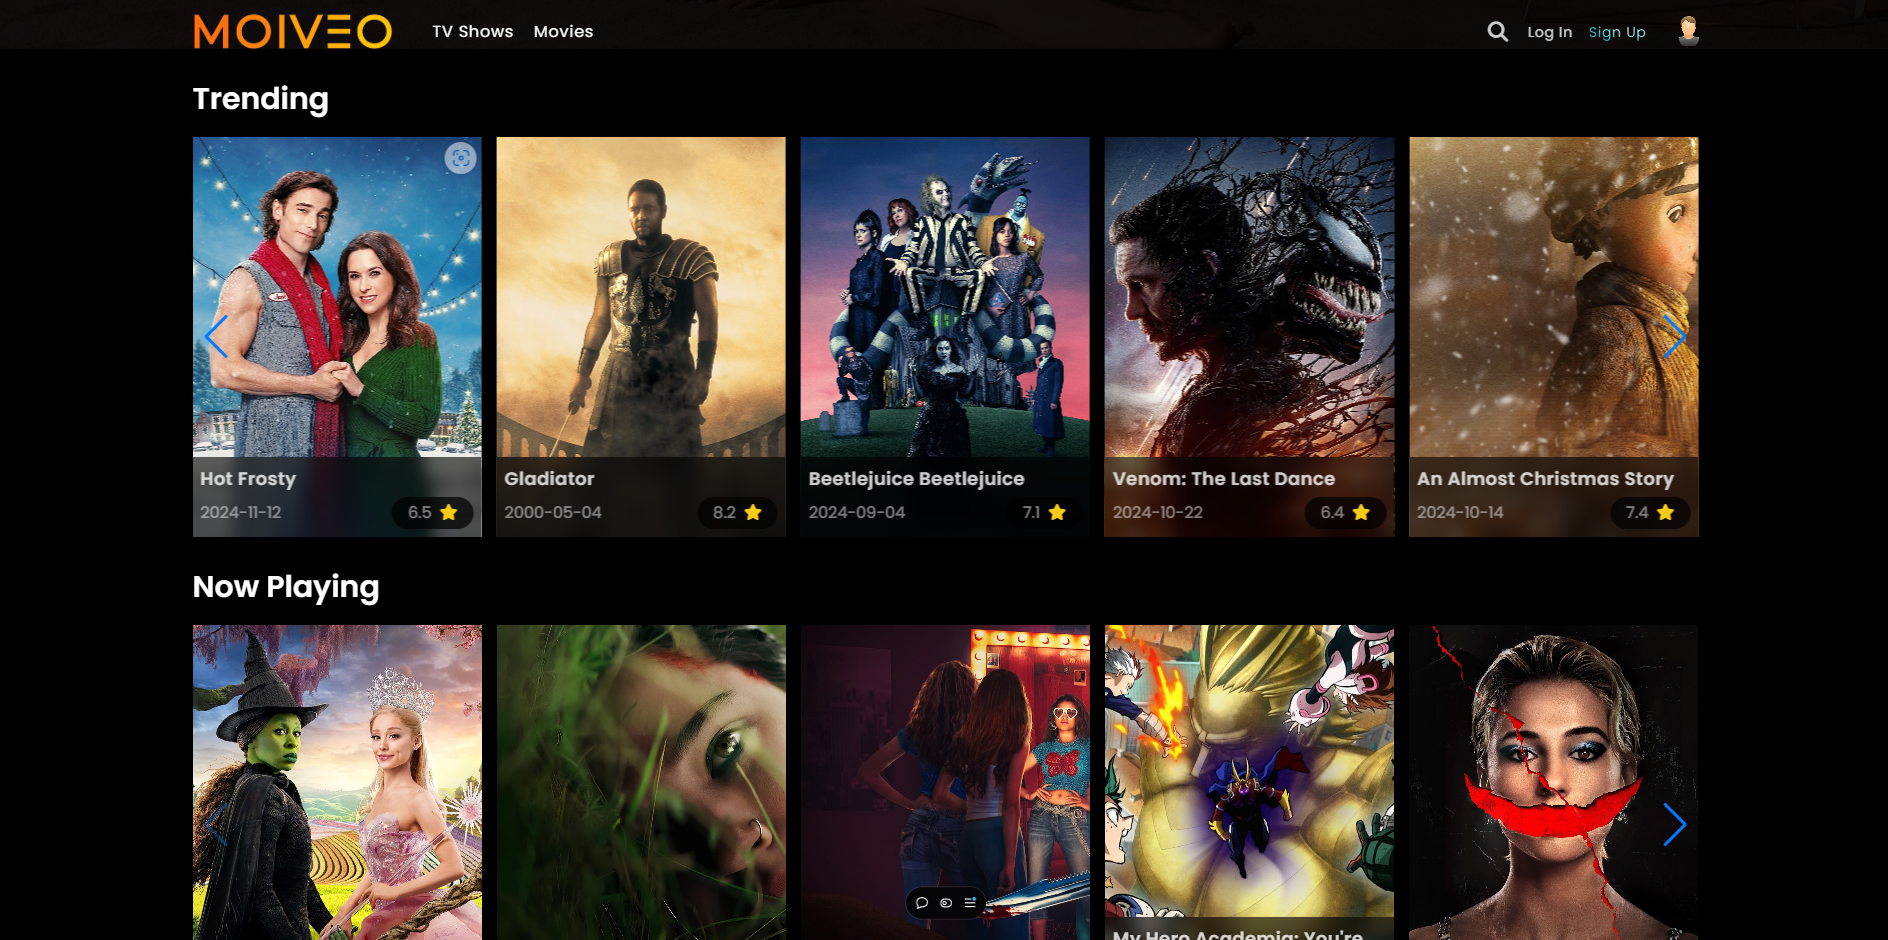 MOIVEO
TV Shows
Movies
Log In
Sign Up
Trending
Hot Frosty
2024-11-12
6.5
Gladiator
2000-05-04
8.2
Beetlejuice Beetlejuice
2024-09-04
7.1
Venom: The Last Dance
2024-10-22
6.4
An Almost Christmas Story
2024-10-14
7.4
Now Playing
My Hero Academia: You're